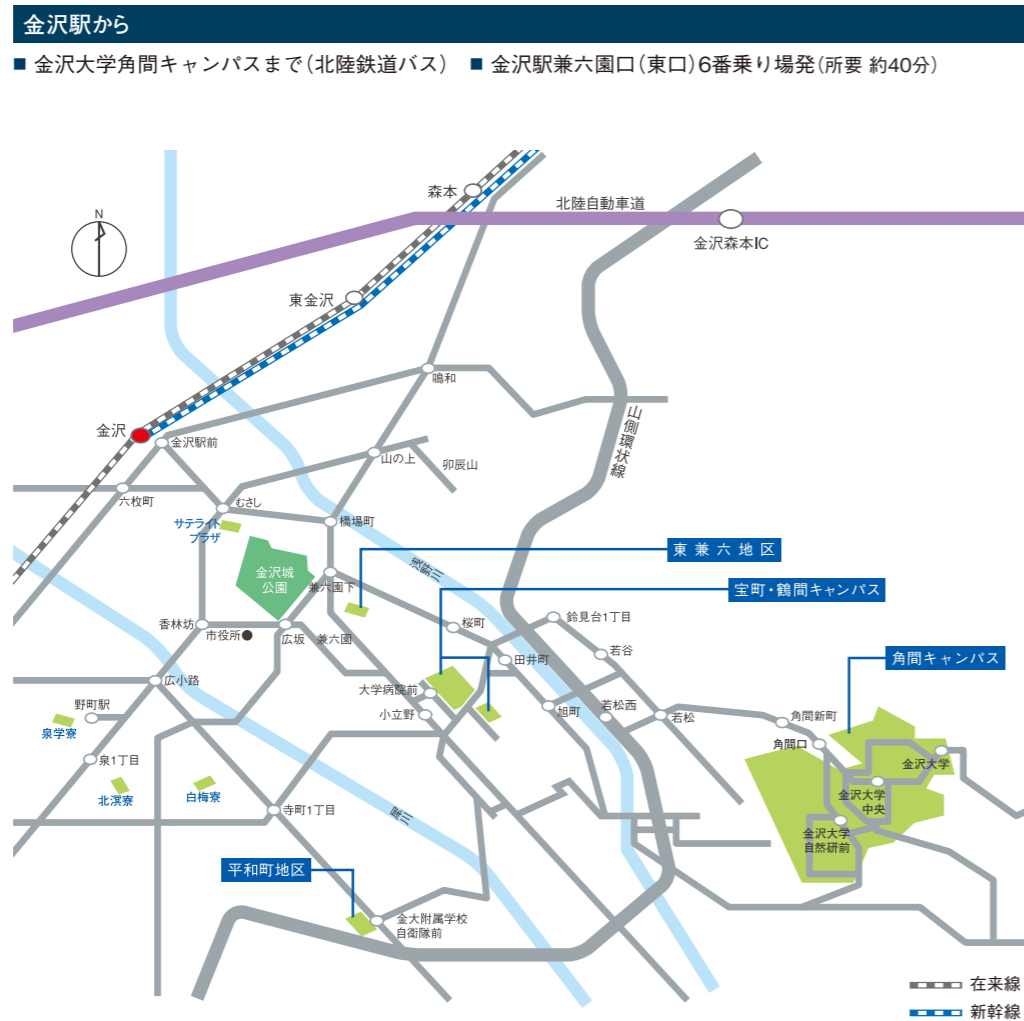 金沢駅から
■ 金沢大学角間キャンパスまで(北陸鉄道バス) ■ 金沢駅兼六園口(東口)6番乗り場発(所要 約40分)
森本
北陸自動車道
N
金沢森本IC
東金沢
鳴和
山側環状線
金沢
金沢駅前
山の上
卯辰山
六枚町
むさし
サテライト
プラザ
橋場町
東兼六地区
浅野川
金沢城
公園
兼六園下
宝町・鶴間キャンパス
香林坊
市役所●
広坂
兼六園
桜町
鈴見台1丁目
田井町
若谷
角間キャンパス
広小路
大学病院前
野町駅
小立野
旭町
若松西
若松
角間新町
泉学寮
角間口
泉1丁目
金沢大学
北溟寮
白梅寮
金沢大学
中央
寺町1丁目
犀川
金沢大学
自然研前
平和町地区
金大附属学校
自衛隊前
在来線
新幹線